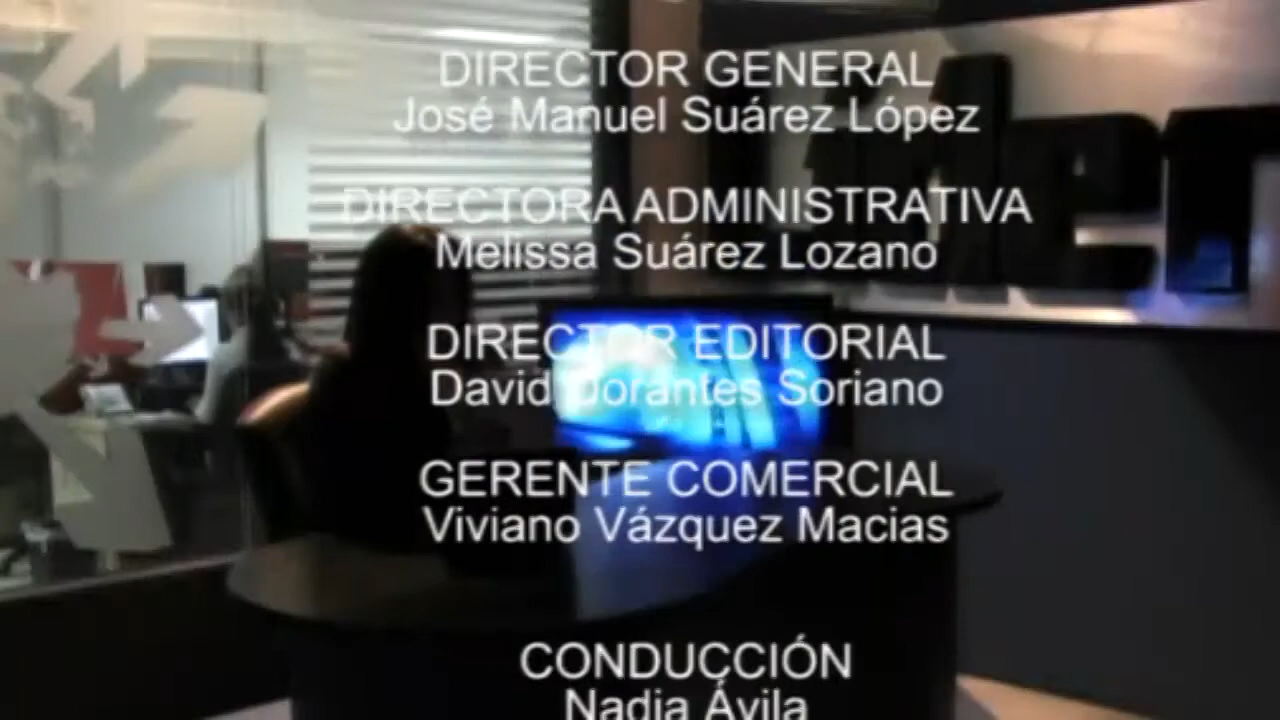 DIRECTOR GENERAL
José Manuel Suárez López
DIRECTORA ADMINISTRATIVA
Melissa Suárez Lozano
DIRECTOR EDITORIAL
David Dorantes Soriano
GERENTE COMERCIAL
Viviano Vázquez Macias
CONDUCCIÓN
Nadia Ávila